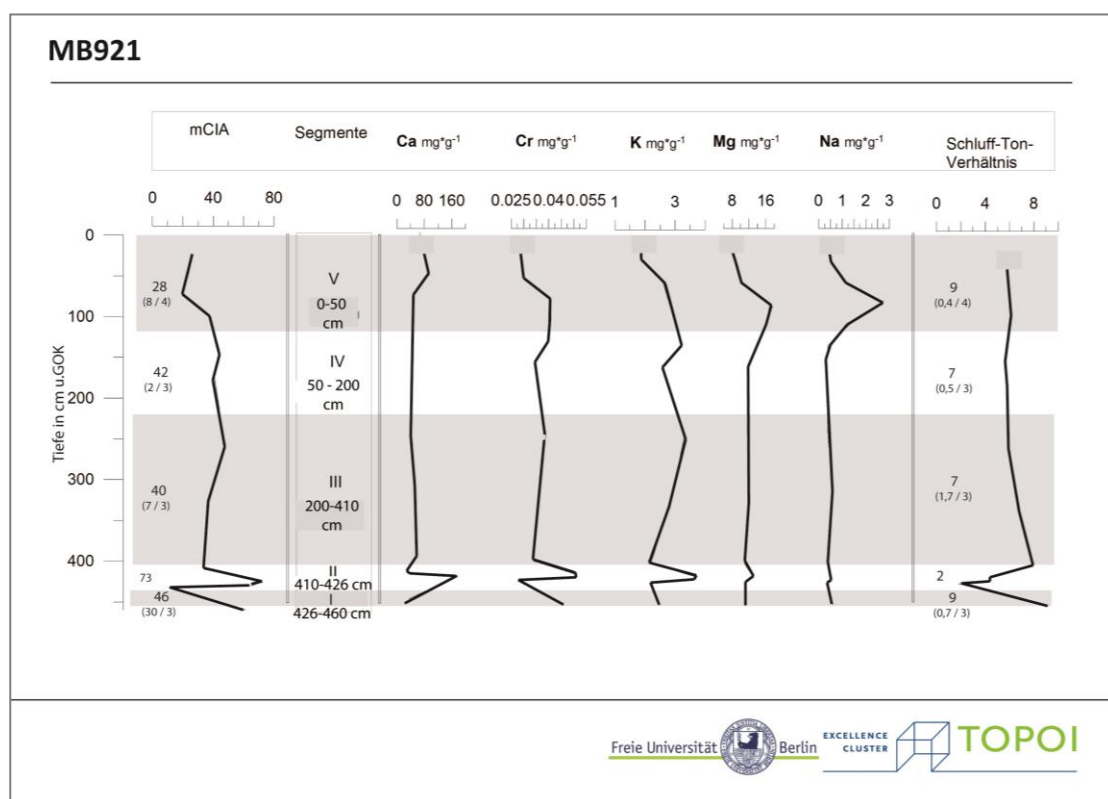 MB921
mCIA
Segmente
Ca mg*g-1
Cr mg*g-1
K mg*g-1
Mg mg*g-1
Na mg*g-1
Schluff-Ton-
Verhältnis
0 40 80
0 80 160
0.025 0.04 0.055
1 3
8 16
0 1 2 3
0 4 8
Tiefe in cm u.GOK
0
100
200
300
400
28
(8 / 4)
V
0-50
cm
9
(0,4 / 4)
42
(2 / 3)
IV
50 - 200
cm
7
(0,5 / 3)
40
(7 / 3)
III
200-410
cm
7
(1,7 / 3)
73
II
410-426 cm
2
46
(30 / 3)
I
426-460 cm
9
(0,7 / 3)
Freie Universität Berlin
EXCELLENCE
CLUSTER
TOPOI